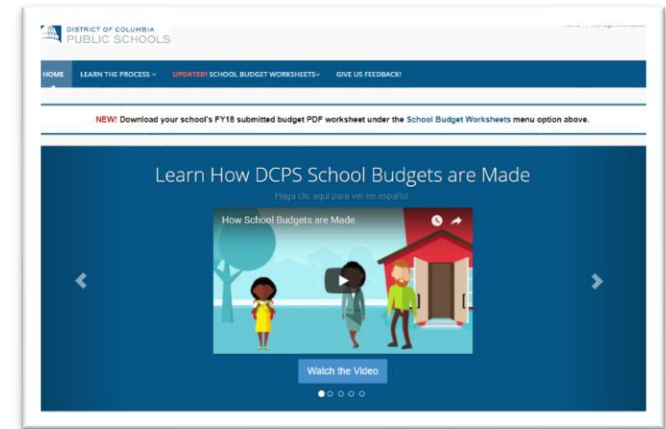 DISTRICT OF COLUMBIA
PUBLIC SCHOOLS
HOME LEARN THE PROCESS UPDATED! SCHOOL BUDGET WORKSHEETS GIVE US FEEDBACK!
NEW! Download your school's FY18 submitted budget PDF worksheet under the School Budget Worksheets menu option above.
Learn How DCPS School Budgets are Made
Haga clic aquí para ver en español
How School Budgets are Made
Watch the Video